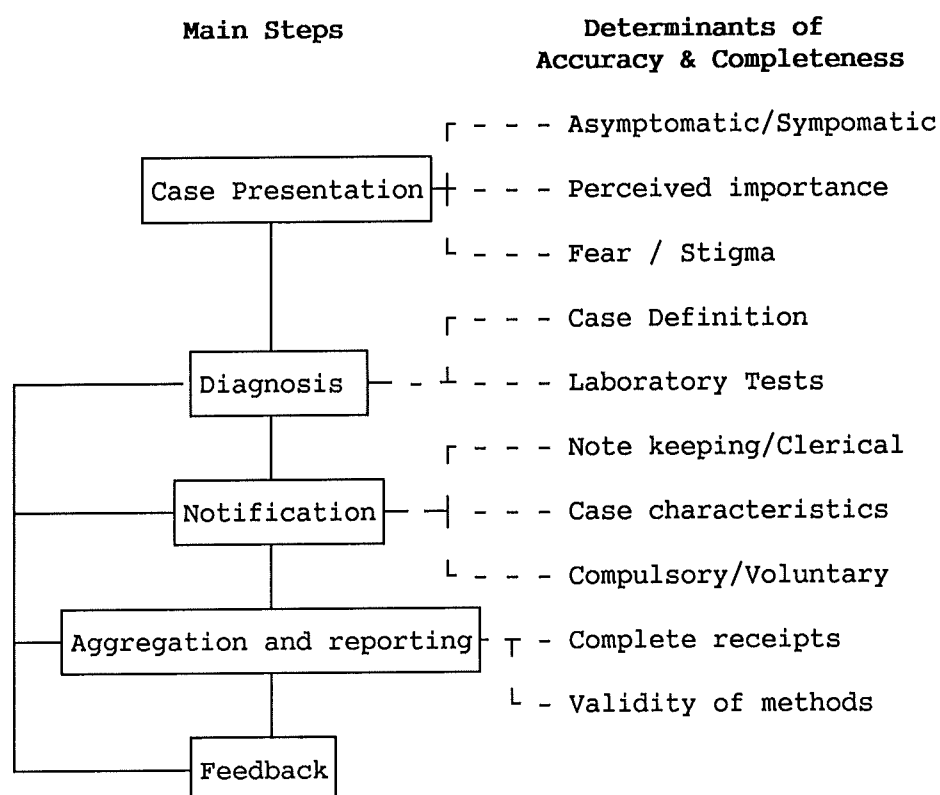 Main Steps
Determinants of
Accuracy & Completeness
Asymptomatic/Sympomatic
Case Presentation
Perceived importance
Fear / Stigma
Case Definition
Diagnosis
Laboratory Tests
Note keeping/Clerical
Notification
Case characteristics
Compulsory/Voluntary
Aggregation and reporting
Complete receipts
Validity of methods
Feedback